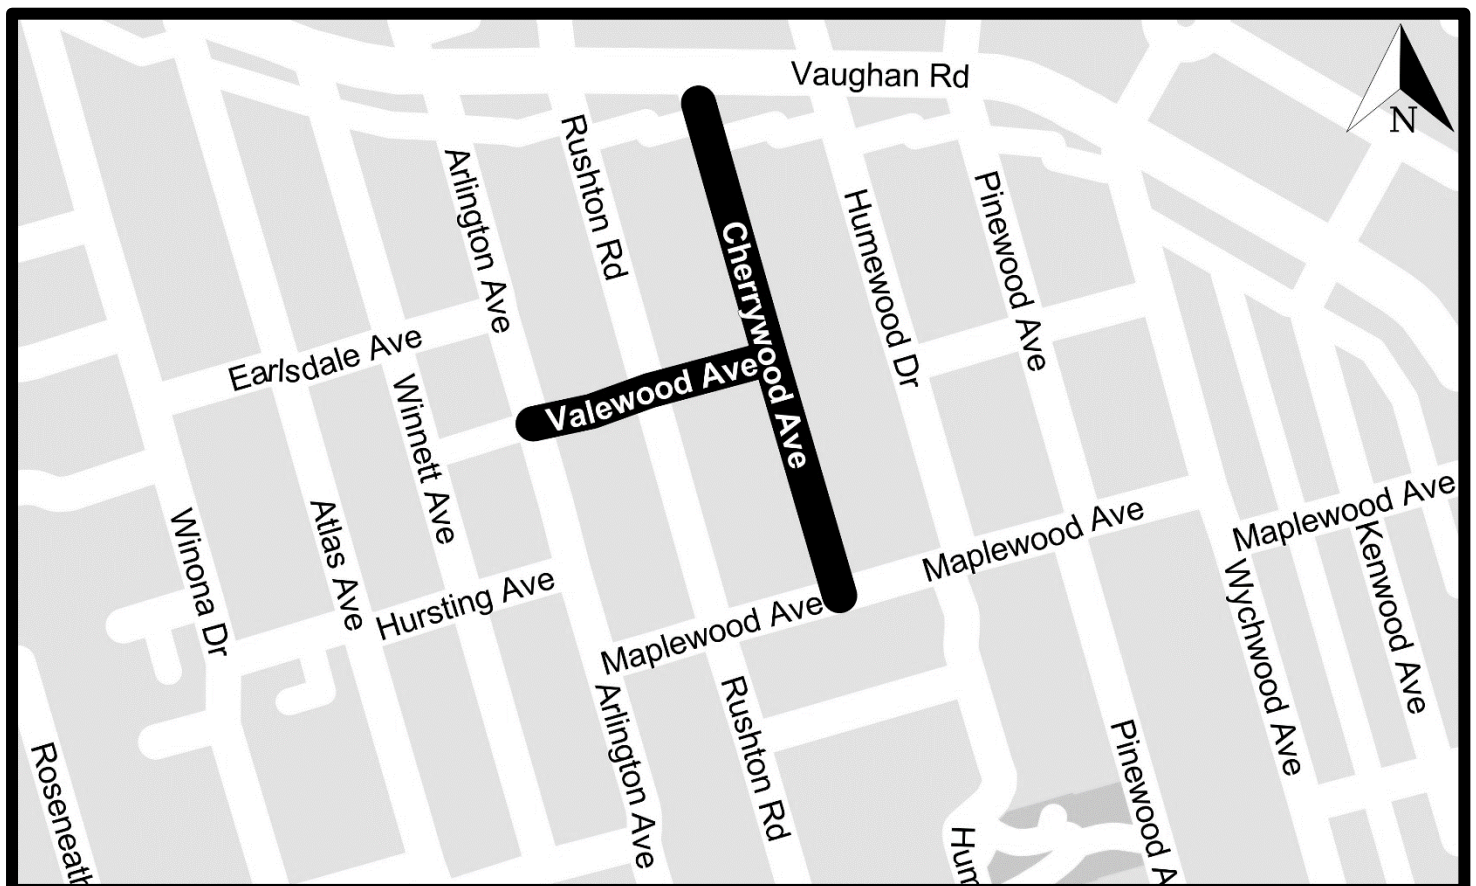 Vaughan Rd
N
Rushton Rd
Arlington Ave
Pinewood Ave
Humewood Dr
Cherrywood Ave
Earlsdale Ave
Valewood Ave
Winnett Ave
Maplewood Ave
Maplewood Ave
Winona Dr
Atlas Ave
Kenwood Ave
Wychwood Ave
Hursting Ave
Maplewood Ave
Rushton Rd
Arlington Ave
Pinewood A
Roseneath
Hum